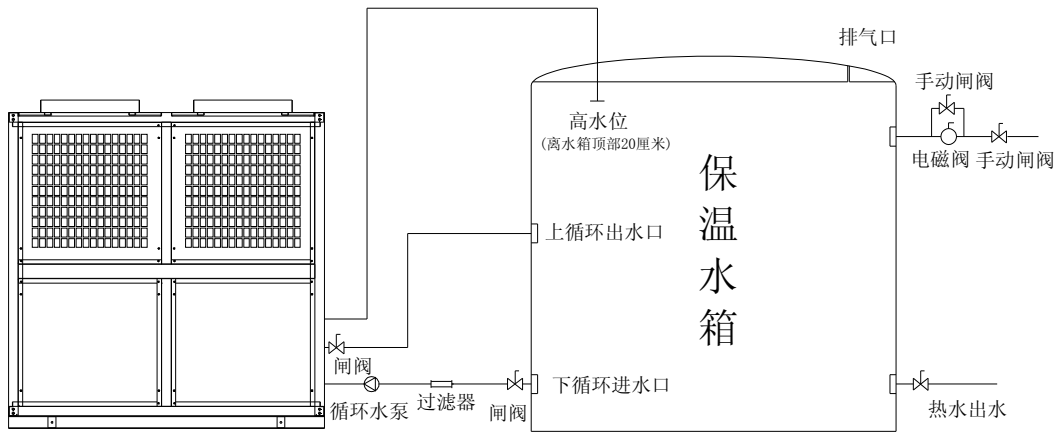 排气口
手动闸阀
高水位
(离水箱顶部20厘米)
电磁阀
手动闸阀
保温水箱
上循环出水口
闸阀
下循环进水口
循环水泵
过滤器
闸阀
热水出水